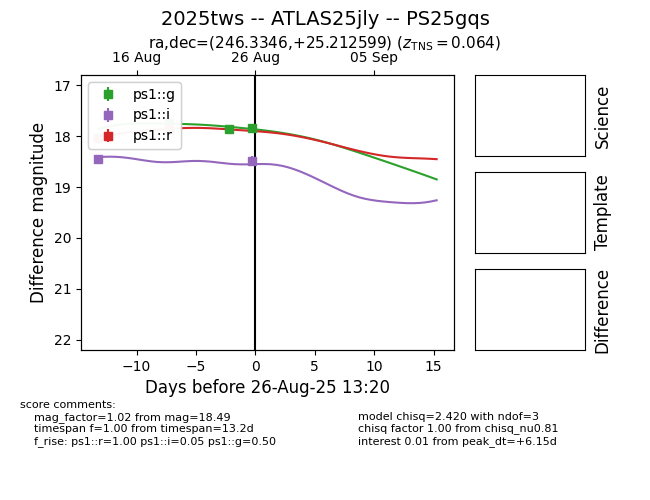 2025tws -- ATLAS25jly -- PS25gqs
ra,dec=(246.3346,+25.212599) (z_TNS = 0.064)
16 Aug 26 Aug 05 Sep
17
18
19
20
21
22
Difference magnitude
ps1::g
ps1::i
ps1::r
−10 −5 0 5 10 15
Days before 26-Aug-25 13:20
Science
Template
Difference
score comments:
mag_factor=1.02 from mag=18.49
timespan f=1.00 from timespan=13.2d
f_rise: ps1::r=1.00 ps1::i=0.05 ps1::g=0.50
model chisq=2.420 with ndof=3
chisq factor 1.00 from chisq_nu0.81
interest 0.01 from peak_dt=+6.15d